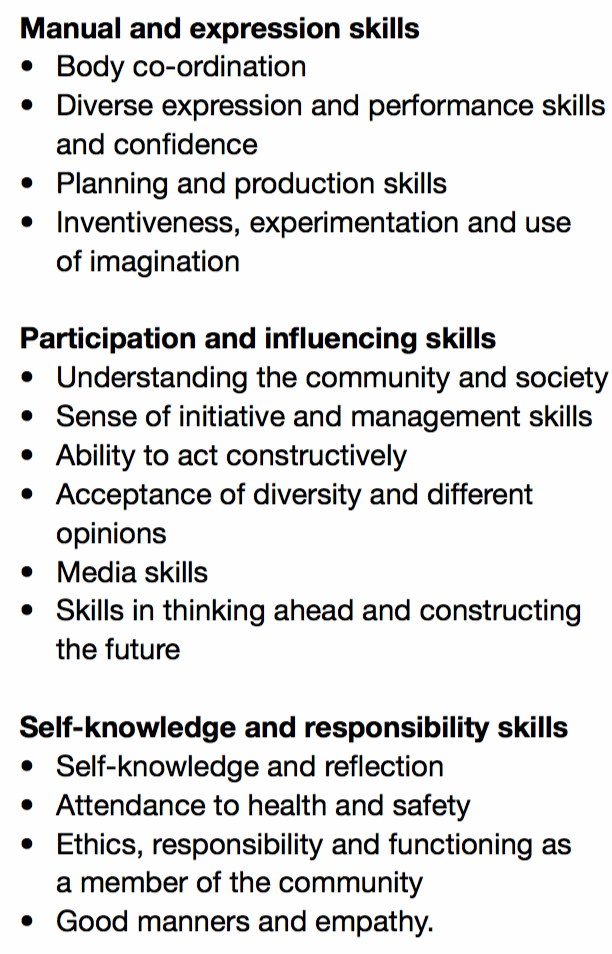 Manual and expression skills
• Body co-ordination
• Diverse expression and performance skills
and confidence
• Planning and production skills
• Inventiveness, experimentation and use
of imagination
Participation and influencing skills
• Understanding the community and society
• Sense of initiative and management skills
• Ability to act constructively
• Acceptance of diversity and different
opinions
• Media skills
• Skills in thinking ahead and constructing
the future
Self-knowledge and responsibility skills
• Self-knowledge and reflection
• Attendance to health and safety
• Ethics, responsibility and functioning as
a member of the community
• Good manners and empathy.